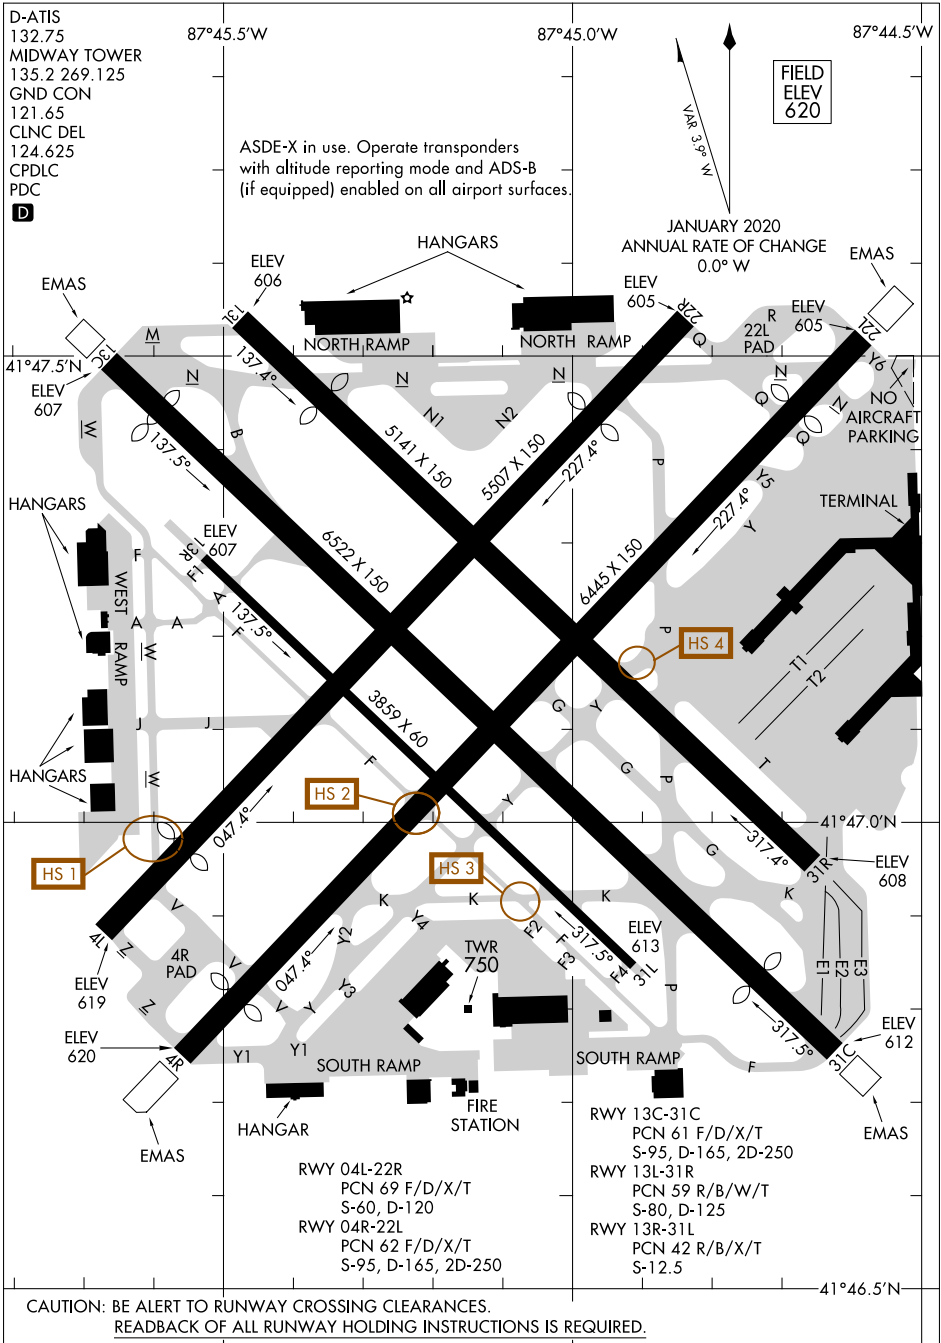 D-ATIS
132.75
MIDWAY TOWER
135.2 269.125
GND CON
121.65
CLNC DEL
124.625
CPDLC
PDC
D
87°45.5'W
87°45.0'W
87°44.5'W
FIELD
ELEV
620
VAR 3.9° W
ASDE-X in use. Operate transponders
with altitude reporting mode and ADS-B
(if equipped) enabled on all airport surfaces.
JANUARY 2020
ANNUAL RATE OF CHANGE
0.0° W
HANGARS
EMAS
ELEV
606
ELEV
605
ELEV
605
EMAS
13L
22R
22L
R
22L
PAD
Q
M
13C
NORTH RAMP
NORTH RAMP
41°47.5'N
ELEV
607
137.4°
N
N
N
N
N
Y6
NO
AIRCRAFT
PARKING
W
B
N1
N2
Q
Q
137.5°
5141 X 150
5507 X 150
227.4°
P
Y5
227.4°
Y
HANGARS
TERMINAL
ELEV
607
13R
F
F
6522 X 150
6445 X 150
WEST
RAMP
A
A
A
F
137.5°
W
P
HS 4
T1
T2
J
J
3859 X 60
G
Y
HANGARS
W
F
G
P
T
HS 2
Y
047.4°
41°47.0'N
HS 1
HS 3
G
317.4°
31R
ELEV
608
K
K
K
K
V
4L
Z
Y2
Y4
F2
F
317.5°
ELEV
613
4R
PAD
V
047.4°
TWR
750
F3
F4
31L
E1
E2
E3
ELEV
619
Z
V
Y
Y3
P
317.5°
ELEV
612
ELEV
620
4R
Y1
Y1
SOUTH RAMP
SOUTH RAMP
F
31C
HANGAR
FIRE
STATION
EMAS
EMAS
RWY 04L-22R
PCN 69 F/D/X/T
S-60, D-120
RWY 04R-22L
PCN 62 F/D/X/T
S-95, D-165, 2D-250
RWY 13C-31C
PCN 61 F/D/X/T
S-95, D-165, 2D-250
RWY 13L-31R
PCN 59 R/B/W/T
S-80, D-125
RWY 13R-31L
PCN 42 R/B/X/T
S-12.5
41°46.5'N
CAUTION: BE ALERT TO RUNWAY CROSSING CLEARANCES.
READBACK OF ALL RUNWAY HOLDING INSTRUCTIONS IS REQUIRED.